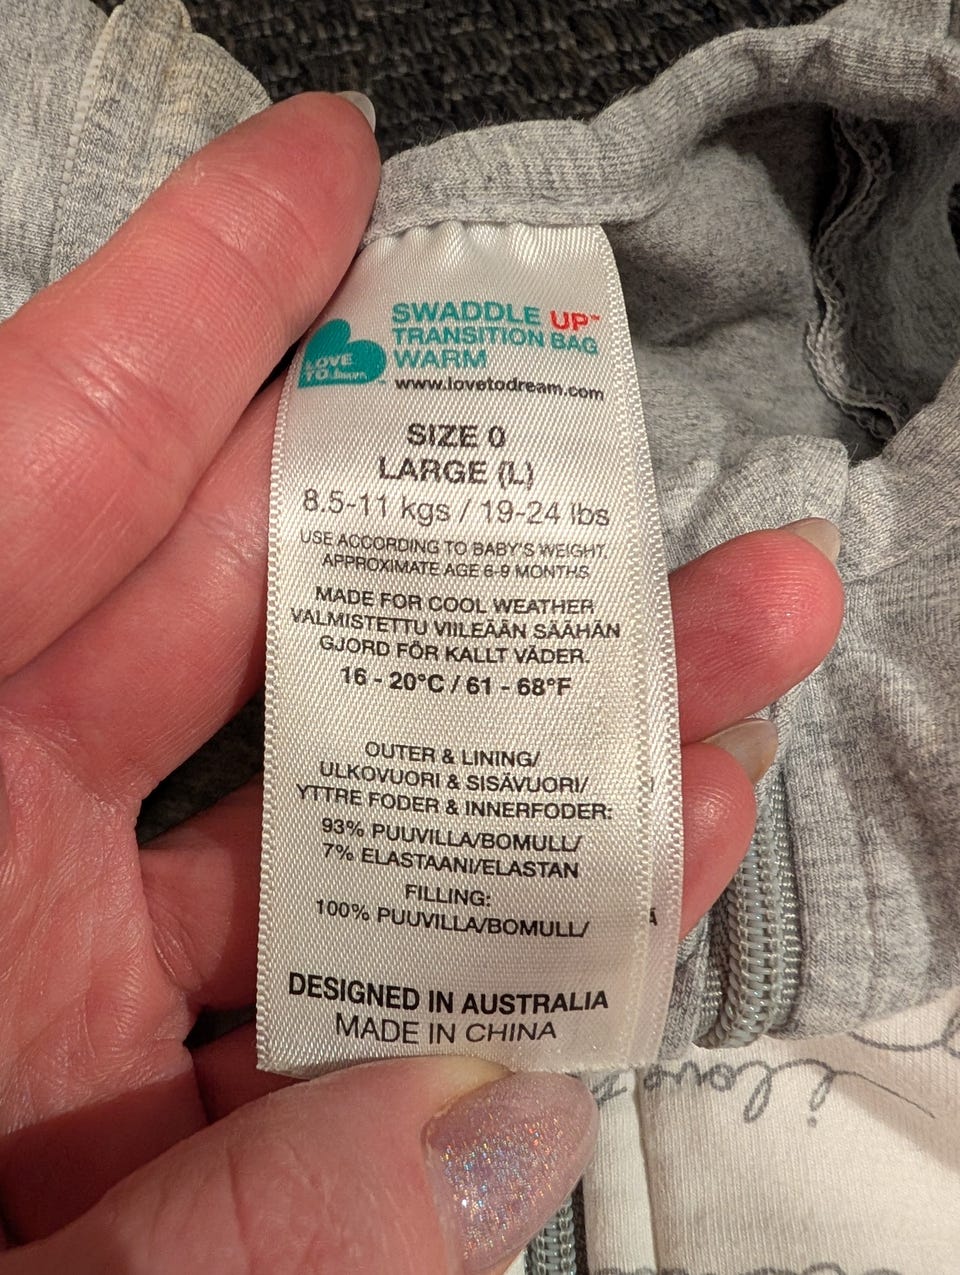 SWADDLE UP™
TRANSITION BAG
WARM
LOVE
TO
www.lovetodream.com
SIZE 0
LARGE (L)
8.5-11 kgs / 19-24 lbs
USE ACCORDING TO BABY'S WEIGHT.
APPROXIMATE AGE 6-9 MONTHS
MADE FOR COOL WEATHER
VALMISTETTU VIILEÄÄN SÄÄHÄN
GJORD FÖR KALLT VÄDER.
16 - 20°C / 61 - 68°F
OUTER & LINING/
ULKOVUORI & SISÄVUORI/
YTTRE FODER & INNERFODER:
93% PUUVILLA/BOMULL/
7% ELASTAANI/ELASTAN
FILLING:
100% PUUVILLA/BOMULL/
Ä
DESIGNED IN AUSTRALIA
MADE IN CHINA
i love